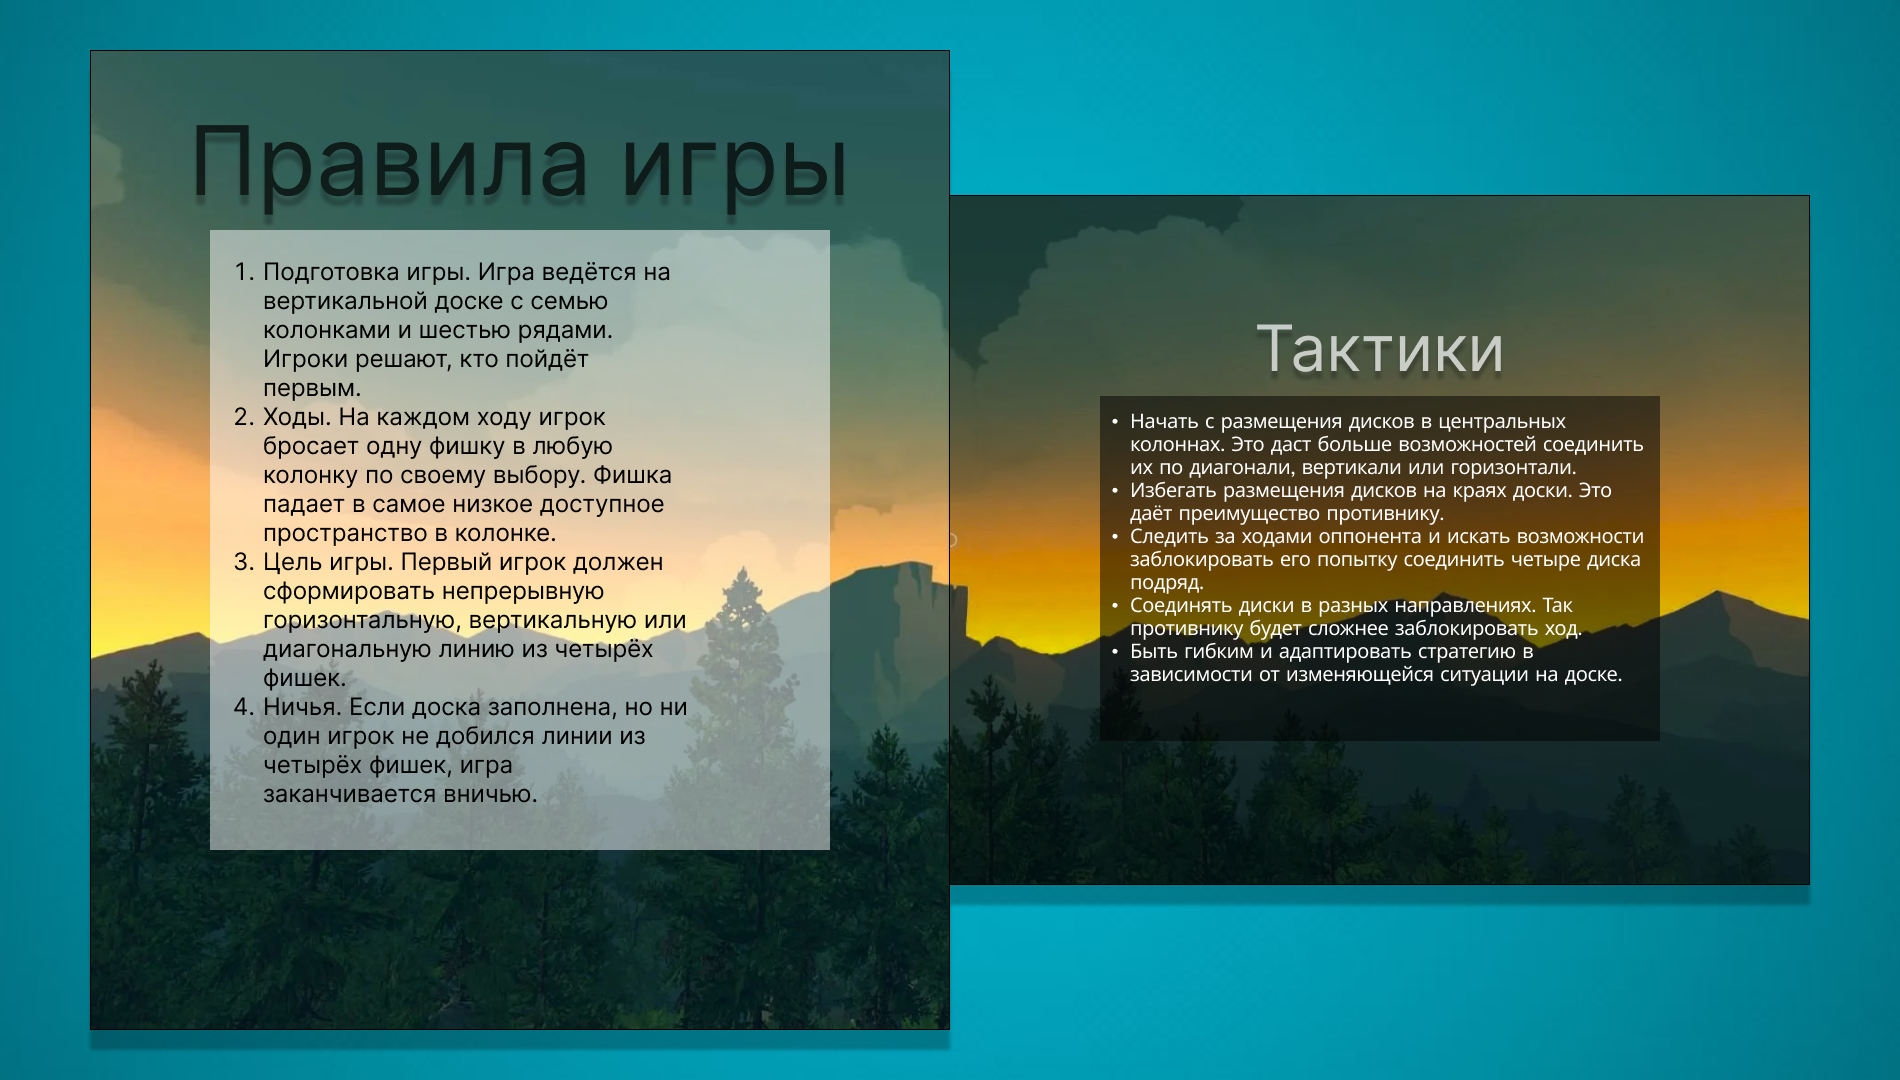 Правила игры
1. Подготовка игры. Игра ведётся на
вертикальной доске с семью
колонками и шестью рядами.
Игроки решают, кто пойдёт
первым.
2. Ходы. На каждом ходу игрок
бросает одну фишку в любую
колонку по своему выбору. Фишка
падает в самое низкое доступное
пространство в колонке.
3. Цель игры. Первый игрок должен
сформировать непрерывную
горизонтальную, вертикальную или
диагональную линию из четырёх
фишек.
4. Ничья. Если доска заполнена, но ни
один игрок не добился линии из
четырёх фишек, игра
заканчивается вничью.
Тактики
• Начать с размещения дисков в центральных
колоннах. Это даст больше возможностей соединить
их по диагонали, вертикали или горизонтали.
• Избегать размещения дисков на краях доски. Это
даёт преимущество противнику.
• Следить за ходами оппонента и искать возможности
заблокировать его попытку соединить четыре диска
подряд.
• Соединять диски в разных направлениях. Так
противнику будет сложнее заблокировать ход.
• Быть гибким и адаптировать стратегию в
зависимости от изменяющейся ситуации на доске.